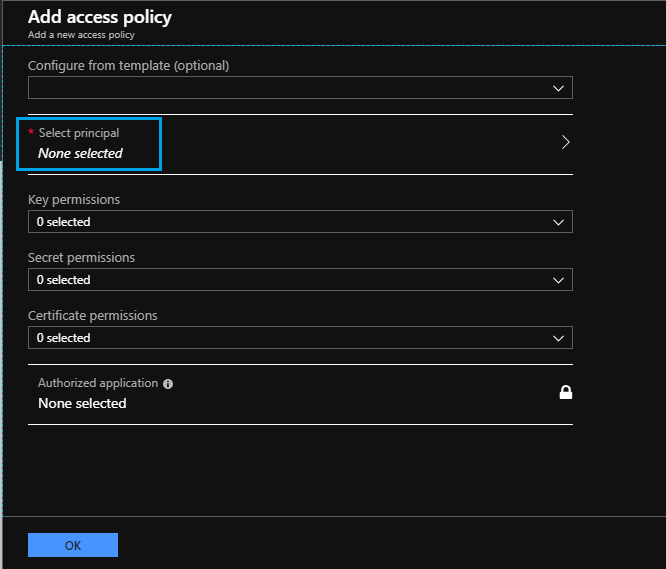 Add access policy
Add a new access policy
Configure from template (optional)
* Select principal
None selected
Key permissions
0 selected
Secret permissions
0 selected
Certificate permissions
0 selected
Authorized application
None selected
OK